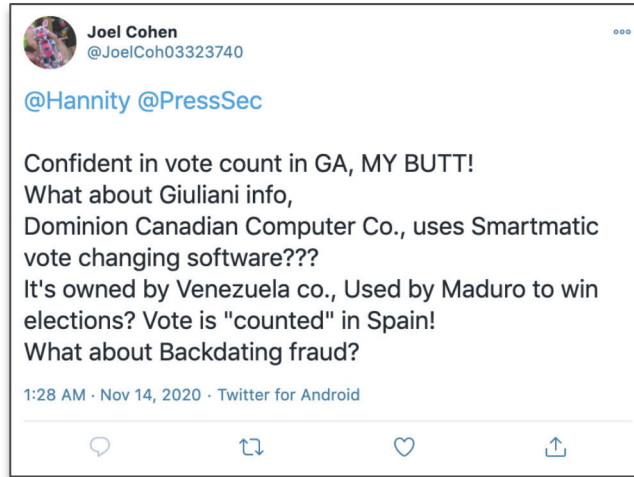 Joel Cohen
@JoelCoh03323740
@Hannity @PressSec
Confident in vote count in GA, MY BUTT!
What about Giuliani info,
Dominion Canadian Computer Co., uses Smartmatic
vote changing software???
It's owned by Venezuela co., Used by Maduro to win
elections? Vote is "counted" in Spain!
What about Backdating fraud?
1:28 AM · Nov 14, 2020 · Twitter for Android